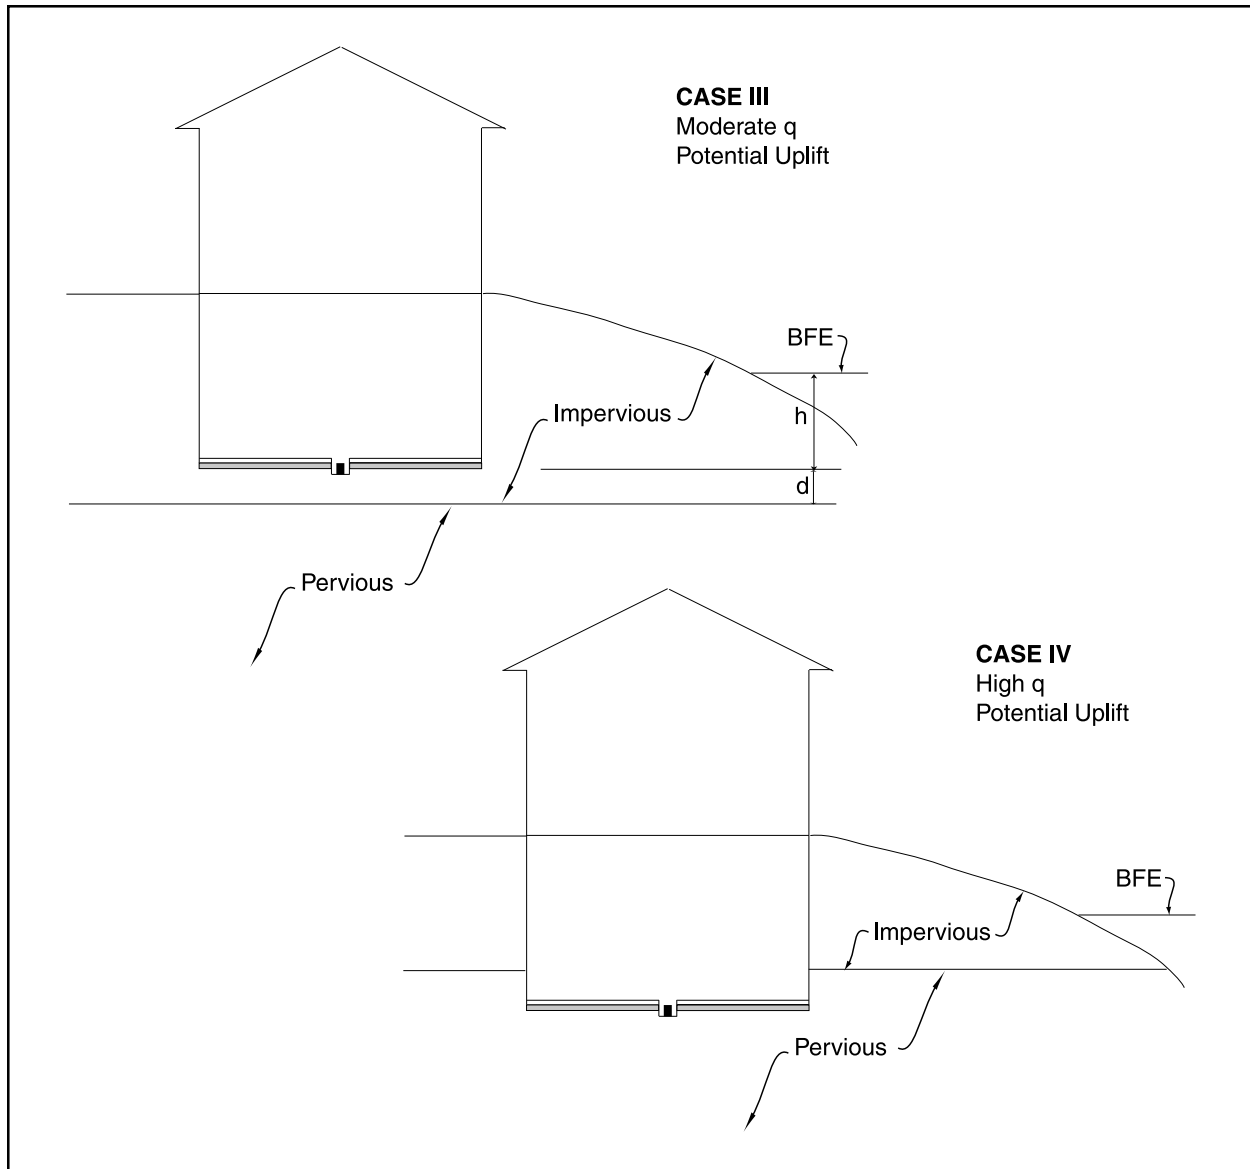 CASE III
Moderate q
Potential Uplift
BFE
h
Impervious
d
Pervious
CASE IV
High q
Potential Uplift
BFE
Impervious
Pervious